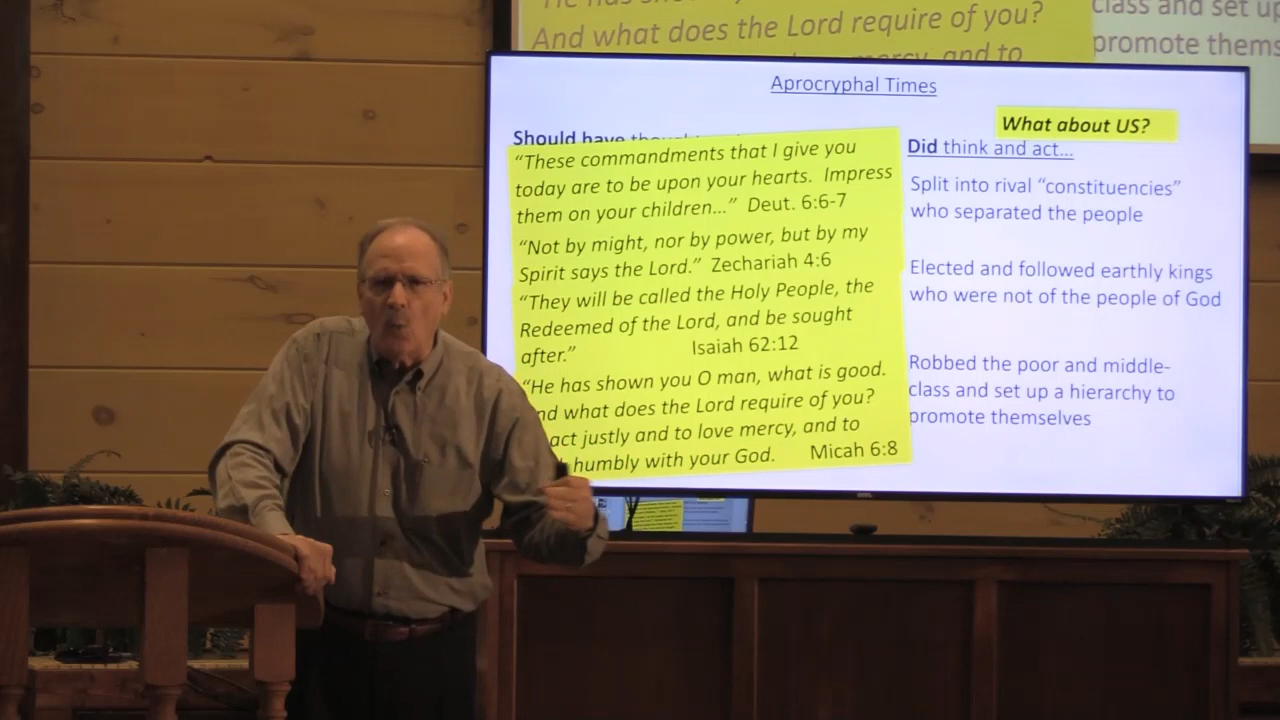 And what does the Lord require of you?
class and set up
promote thems
Aprocryphal Times
What about US?
Should have
Did think and act...
"These commandments that I give you
today are to be upon your hearts. Impress
them on your children..." Deut. 6:6-7
"Not by might, nor by power, but by my
Spirit says the Lord." Zechariah 4:6
"They will be called the Holy People, the
Redeemed of the Lord, and be sought
after." Isaiah 62:12
"He has shown you O man, what is good.
nd what does the Lord require of you?
act justly and to love mercy, and to
humbly with your God. Micah 6:8
Split into rival "constituencies"
who separated the people
Elected and followed earthly kings
who were not of the people of God
Robbed the poor and middle-
class and set up a hierarchy to
promote themselves